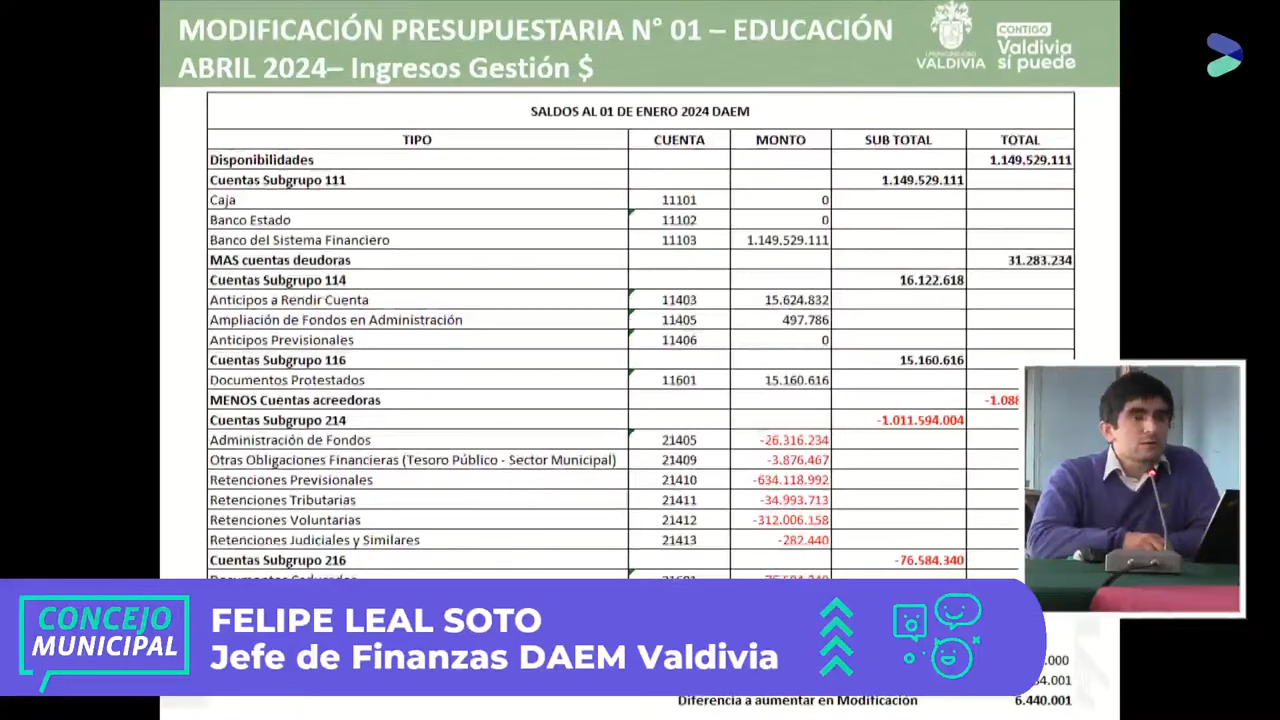 MODIFICACIÓN PRESUPUESTARIA N° 01 – EDUCACIÓN
ABRIL 2024– Ingresos Gestión $
VALDIVIA
CONTIGO
Valdivia
sí puede
SALDOS AL 01 DE ENERO 2024 DAEM
TIPO CUENTA MONTO SUB TOTAL TOTAL
Disponibilidades 1.149.529.111
Cuentas Subgrupo 111 1.149.529.111
Caja 11101 0
Banco Estado 11102 0
Banco del Sistema Financiero 11103 1.149.529.111
MAS cuentas deudoras 31.283.234
Cuentas Subgrupo 114 16.122.618
Anticipos a Rendir Cuenta 11403 15.624.832
Ampliación de Fondos en Administración 11405 497.786
Anticipos Previsionales 11406 0
Cuentas Subgrupo 116 15.160.616
Documentos Protestados 11601 15.160.616
MENOS Cuentas acreedoras -1.088
Cuentas Subgrupo 214 -1.011.594.004
Administración de Fondos 21405 -26.316.234
Otras Obligaciones Financieras (Tesoro Público - Sector Municipal) 21409 -3.876.467
Retenciones Previsionales 21410 -634.118.992
Retenciones Tributarias 21411 -34.993.713
Retenciones Voluntarias 21412 -312.006.158
Retenciones Judiciales y Similares 21413 -282.440
Cuentas Subgrupo 216 -76.584.340
CONCEJO
MUNICIPAL
FELIPE LEAL SOTO
Jefe de Finanzas DAEM Valdivia
.000
54.001
Diferencia a aumentar en Modificación 6.440.001